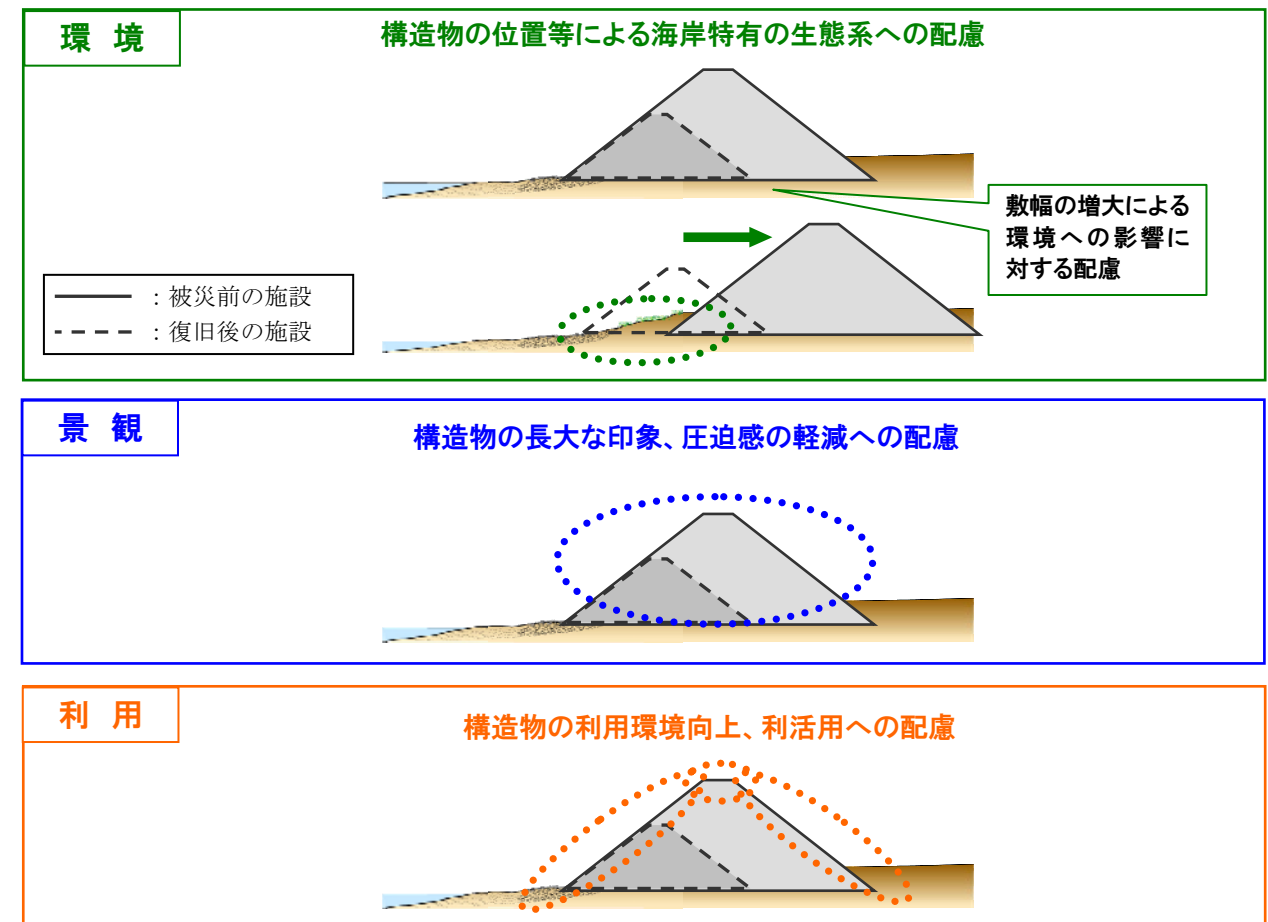 環 境
構造物の位置等による海岸特有の生態系への配慮
敷幅の増大による
環境への影響に
対する配慮
：被災前の施設
：復旧後の施設
景 観
構造物の長大な印象、圧迫感の軽減への配慮
利 用
構造物の利用環境向上、利活用への配慮